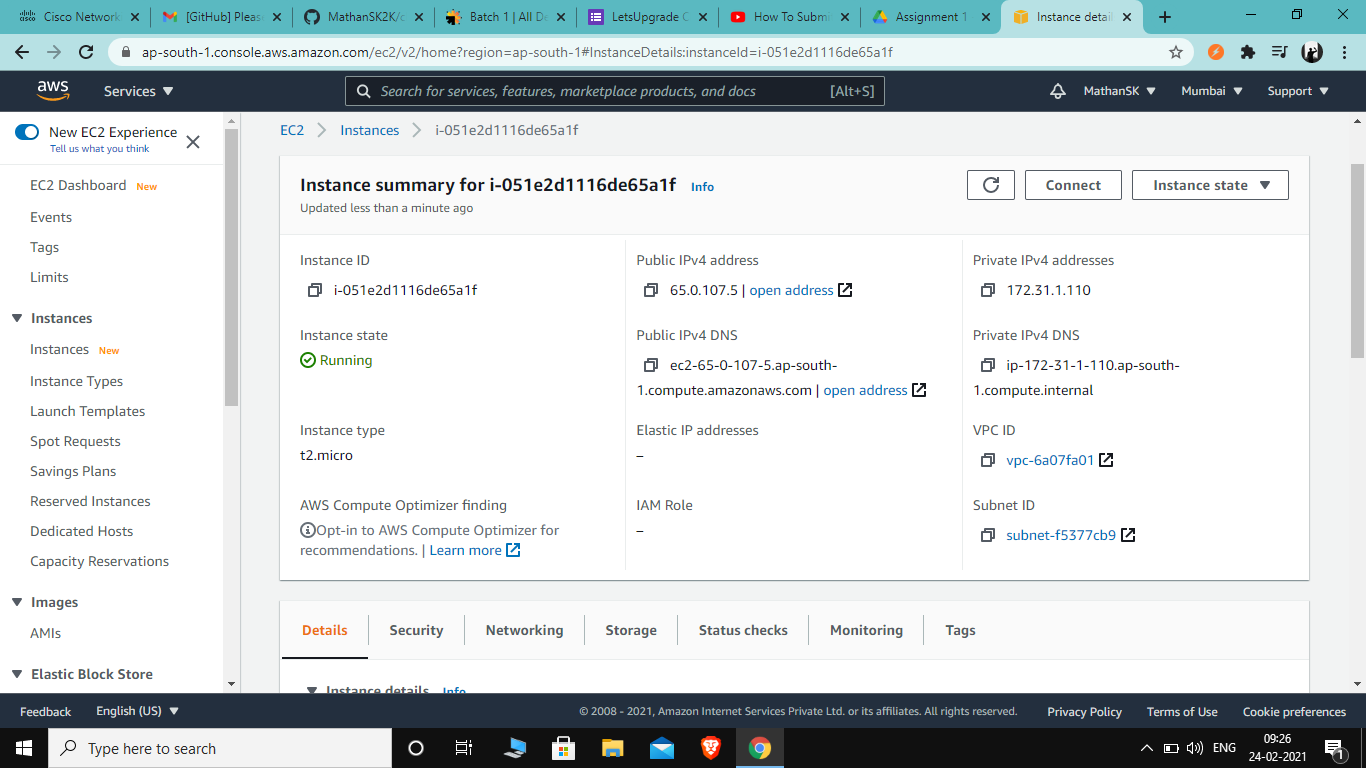 Cisco Network
[GitHub] Pleas
MathanSK2K/c
Batch 1 | All De
LetsUpgrade C
How To Submi
Assignment 1
Instance detai
ap-south-1.console.aws.amazon.com/ec2/v2/home?region=ap-south-1#InstanceDetails:instanceId=i-051e2d1116de65a1f
aws
Services
Search for services, features, marketplace products, and docs
[Alt+S]
MathanSK
Mumbai
Support
New EC2 Experience
Tell us what you think
EC2 Dashboard New
Events
Tags
Limits
Instances
Instances New
Instance Types
Launch Templates
Spot Requests
Savings Plans
Reserved Instances
Dedicated Hosts
Capacity Reservations
Images
AMIs
Elastic Block Store
EC2
Instances
i-051e2d1116de65a1f
Instance summary for i-051e2d1116de65a1f Info
Updated less than a minute ago
Connect
Instance state
Instance ID
i-051e2d1116de65a1f
Public IPv4 address
65.0.107.5 | open address
Private IPv4 addresses
172.31.1.110
Instance state
Running
Public IPv4 DNS
ec2-65-0-107-5.ap-south-
1.compute.amazonaws.com | open address
Private IPv4 DNS
ip-172-31-1-110.ap-south-
1.compute.internal
Instance type
t2.micro
Elastic IP addresses
–
VPC ID
vpc-6a07fa01
AWS Compute Optimizer finding
Opt-in to AWS Compute Optimizer for
recommendations. | Learn more
IAM Role
–
Subnet ID
subnet-f5377cb9
Details
Security
Networking
Storage
Status checks
Monitoring
Tags
Instance details Info
Feedback
English (US)
© 2008 - 2021, Amazon Internet Services Private Ltd. or its affiliates. All rights reserved.
Privacy Policy
Terms of Use
Cookie preferences
Type here to search
ENG
09:26
24-02-2021
1